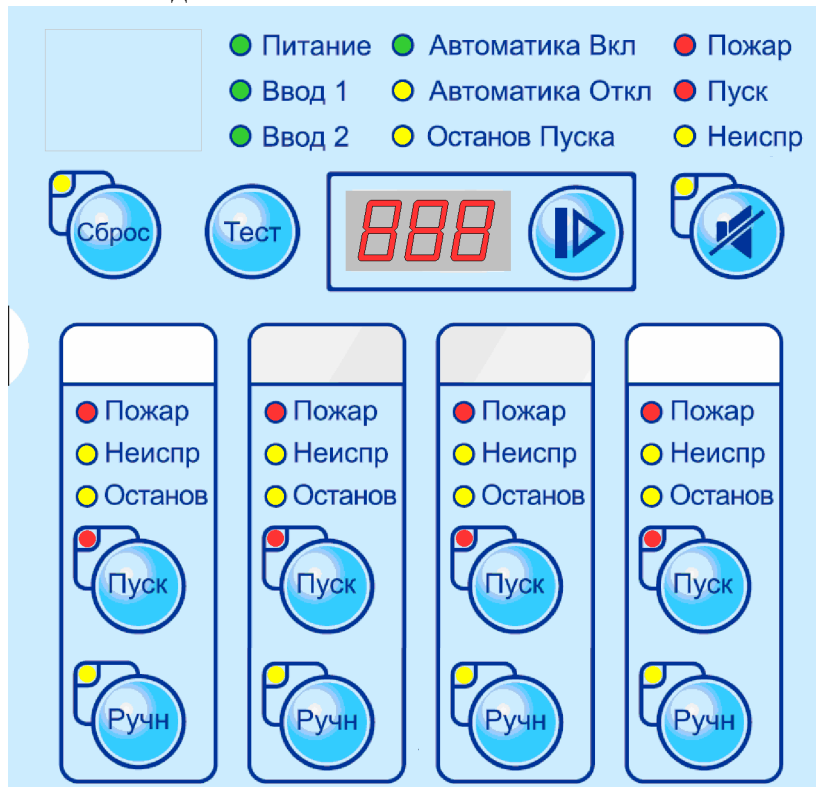 Питание Автоматика Вкл Пожар
Ввод 1 Автоматика Откл Пуск
Ввод 2 Останов Пуска Неиспр
Сброс Тест 888
Пожар Пожар Пожар Пожар
Неиспр Неиспр Неиспр Неиспр
Останов Останов Останов Останов
Пуск Пуск Пуск Пуск
Ручн Ручн Ручн Ручн